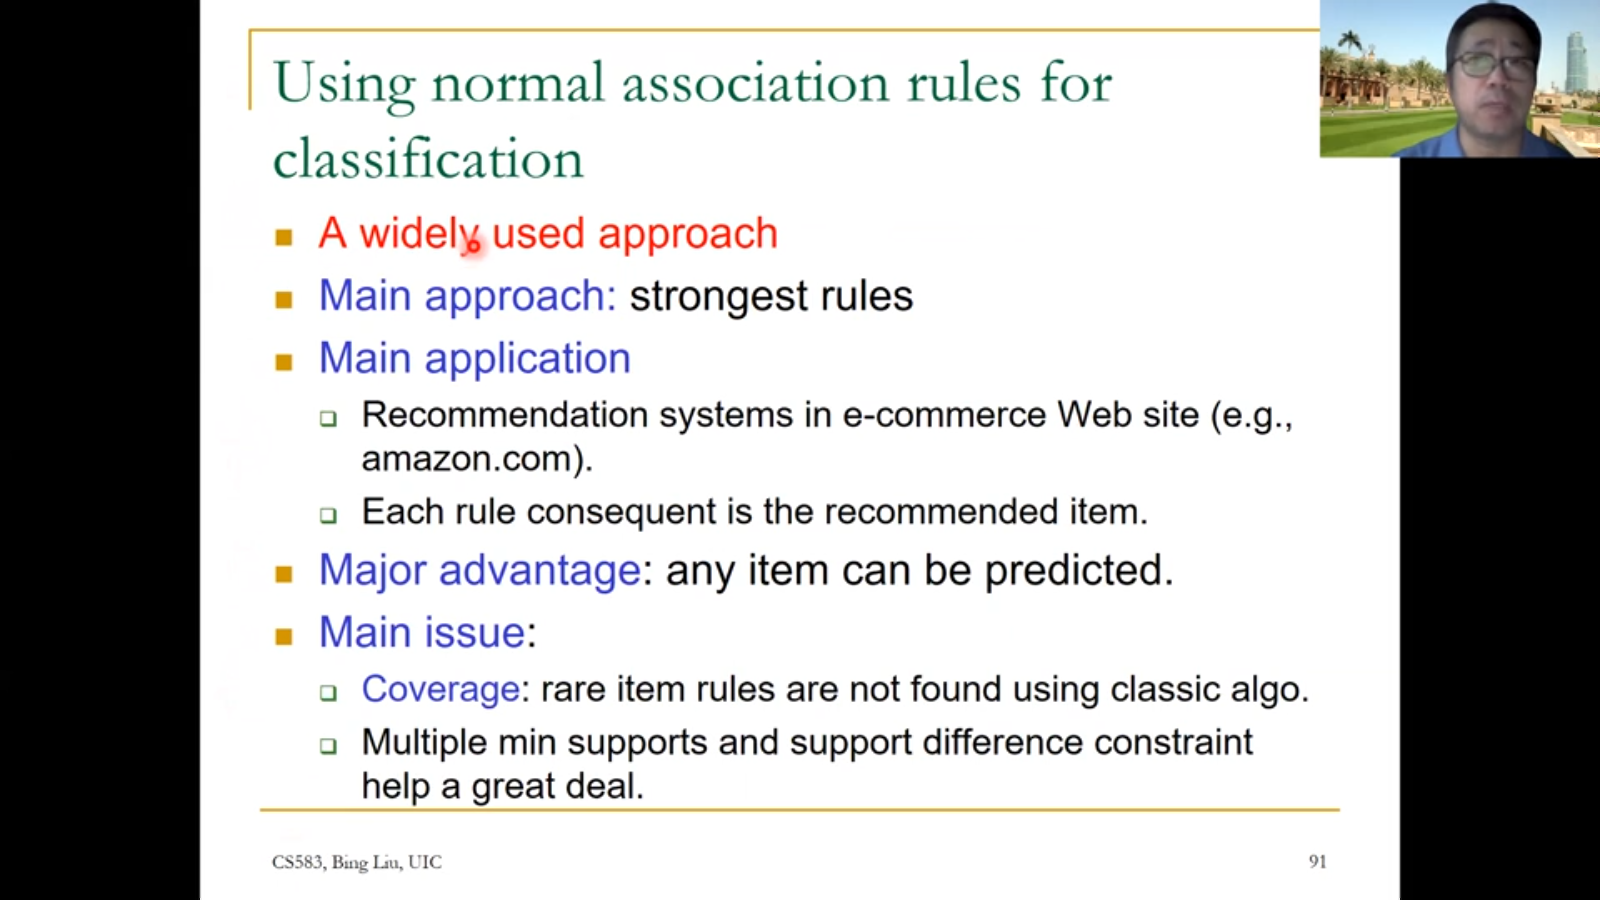 Using normal association rules for
classification
A widely used approach
Main approach: strongest rules
Main application
Recommendation systems in e-commerce Web site (e.g.,
amazon.com).
Each rule consequent is the recommended item.
Major advantage: any item can be predicted.
Main issue:
Coverage: rare item rules are not found using classic algo.
Multiple min supports and support difference constraint
help a great deal.
CS583, Bing Liu, UIC
91